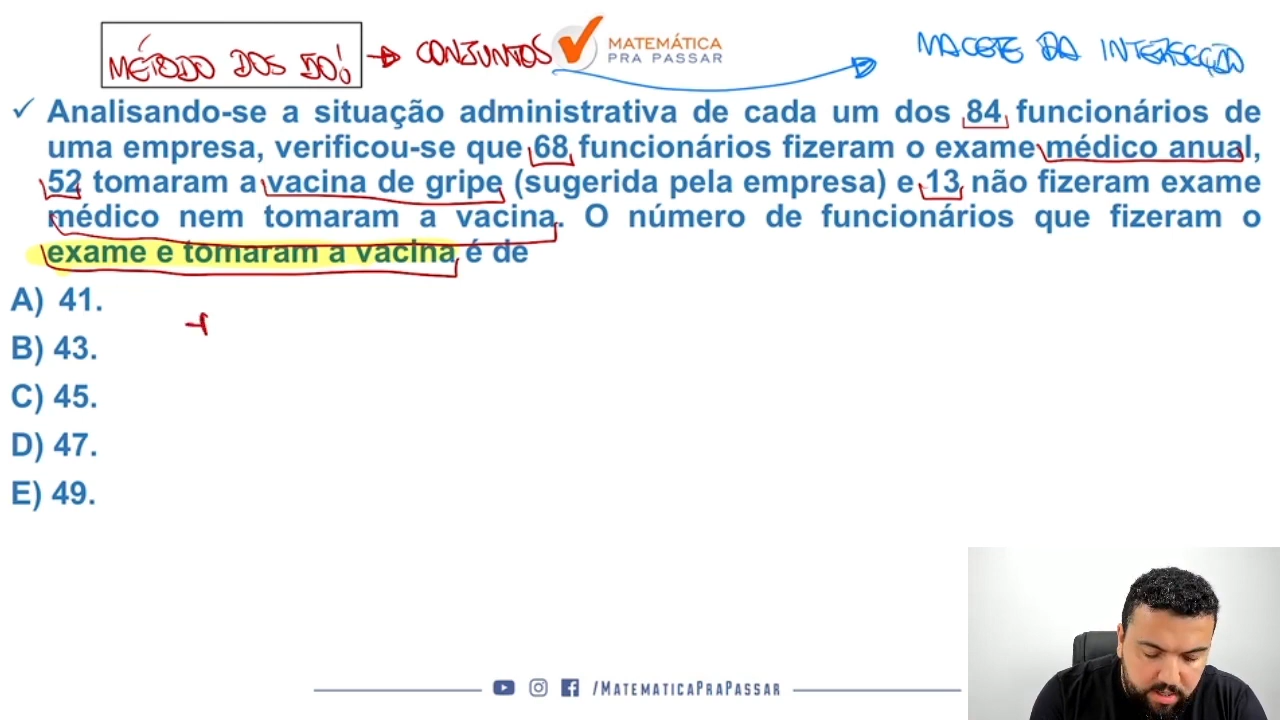 MÉTODO DOS 50! → CONJUNTOS
MATEMÁTICA
PRA PASSAR
MACETE DA INTERSECÇÃO
✓ Analisando-se a situação administrativa de cada um dos 84 funcionários de
uma empresa, verificou-se que 68 funcionários fizeram o exame médico anual,
52 tomaram a vacina de gripe (sugerida pela empresa) e 13 não fizeram exame
médico nem tomaram a vacina. O número de funcionários que fizeram o
exame e tomaram a vacina é de
A) 41.
B) 43.
C) 45.
D) 47.
E) 49.
/MATEMATICAPRAPASSAR